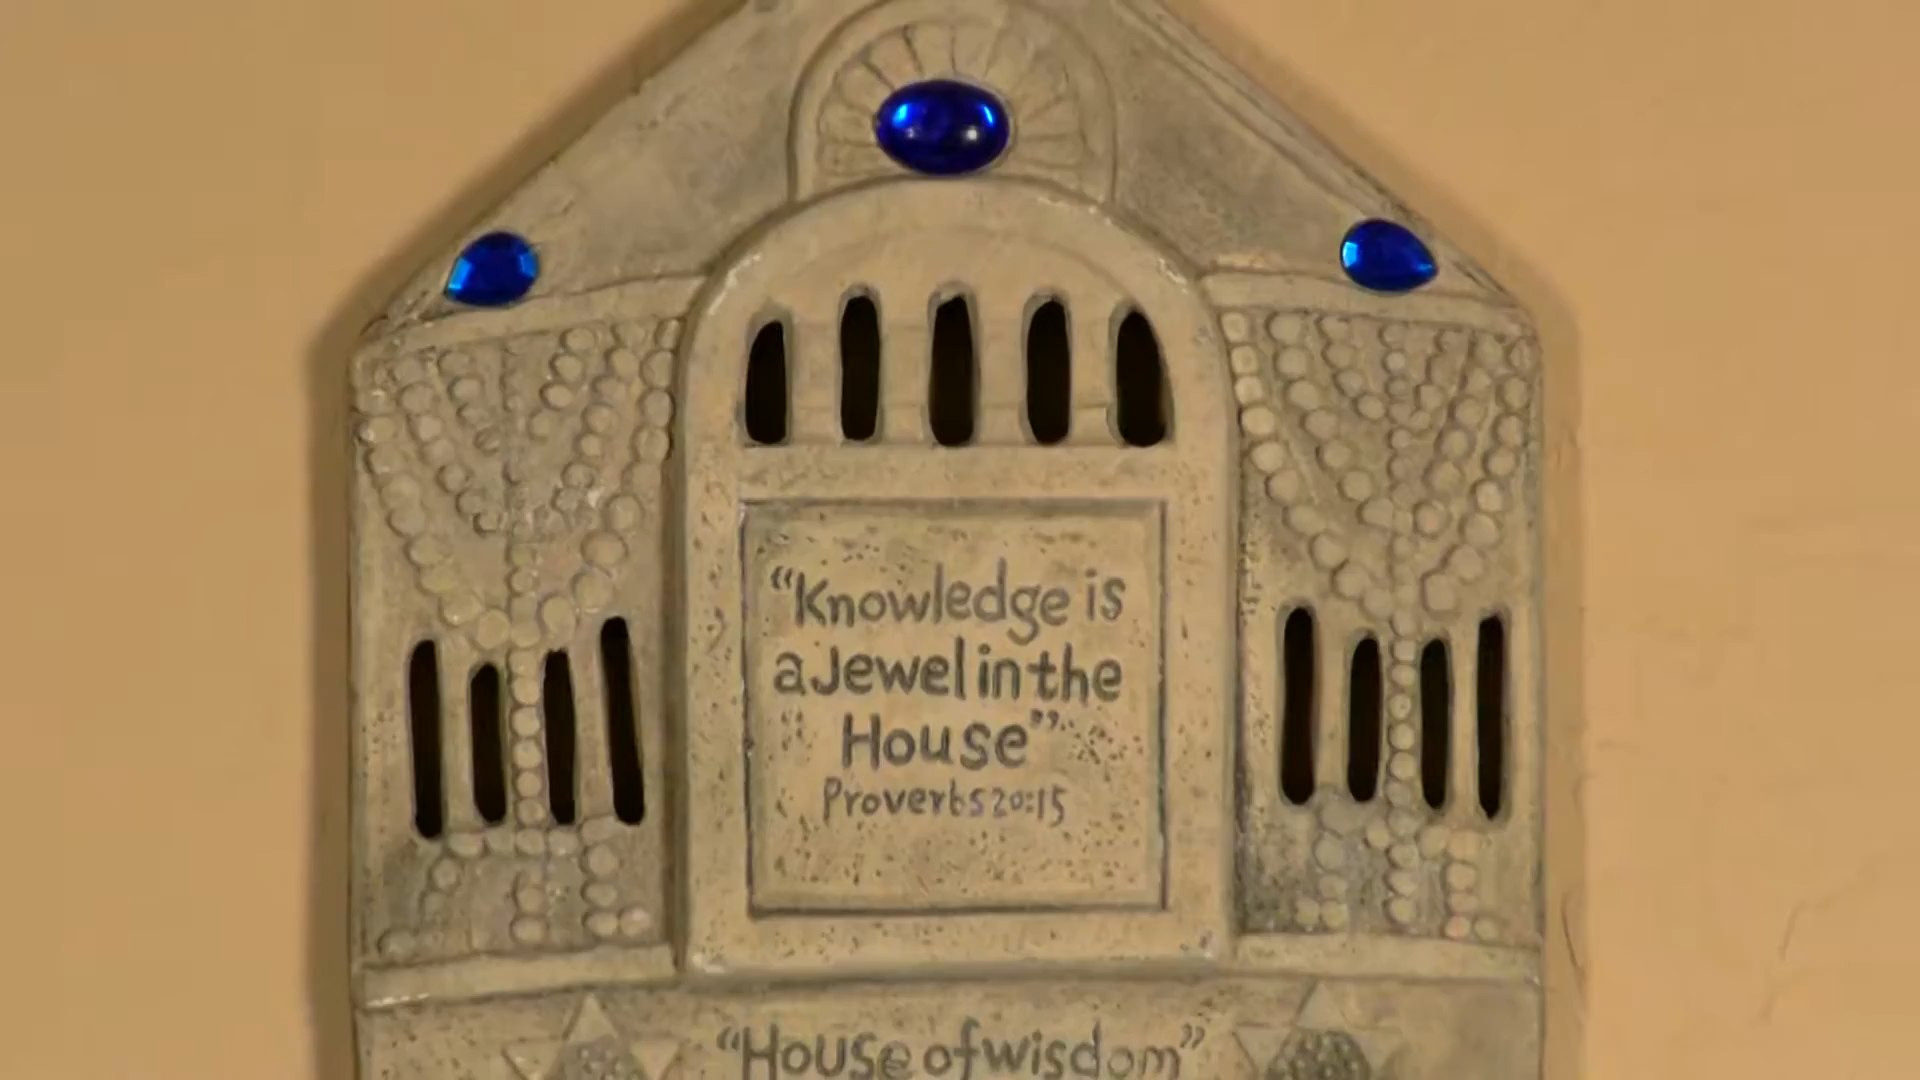 “Knowledge is
a Jewel in the
House”
Proverbs 20:15
“House of wisdom”